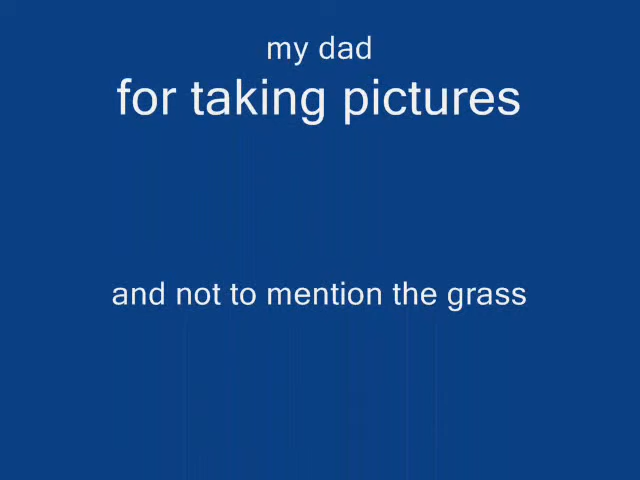 my dad
for taking pictures
and not to mention the grass